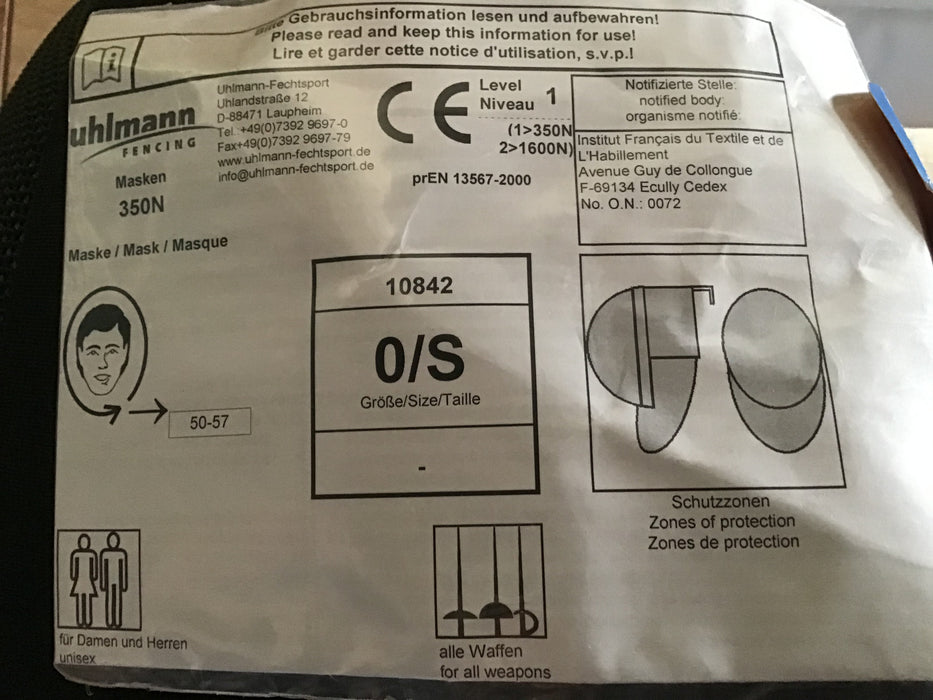 Bitte Gebrauchsinformation lesen und aufbewahren!
Please read and keep this information for use!
Lire et garder cette notice d'utilisation, s.v.p.!
uhlmann
FENCING
Masken
350N
Uhlmann-Fechtsport
Uhlandstraße 12
D-88471 Laupheim
Tel. +49(0)7392 9697-0
Fax+49(0)7392 9697-79
www.uhlmann-fechtsport.de
info@uhlmann-fechtsport.de
CE
Level
Niveau 1
(1>350N
2>1600N)
prEN 13567-2000
Notifizierte Stelle:
notified body:
organisme notifié:
Institut Français du Textile et de
L'Habillement
Avenue Guy de Collongue
F-69134 Ecully Cedex
No. O.N.: 0072
Maske / Mask / Masque
50-57
10842
0/S
Größe/Size/Taille
-
Schutzzonen
Zones of protection
Zones de protection
für Damen und Herren
unisex
alle Waffen
for all weapons